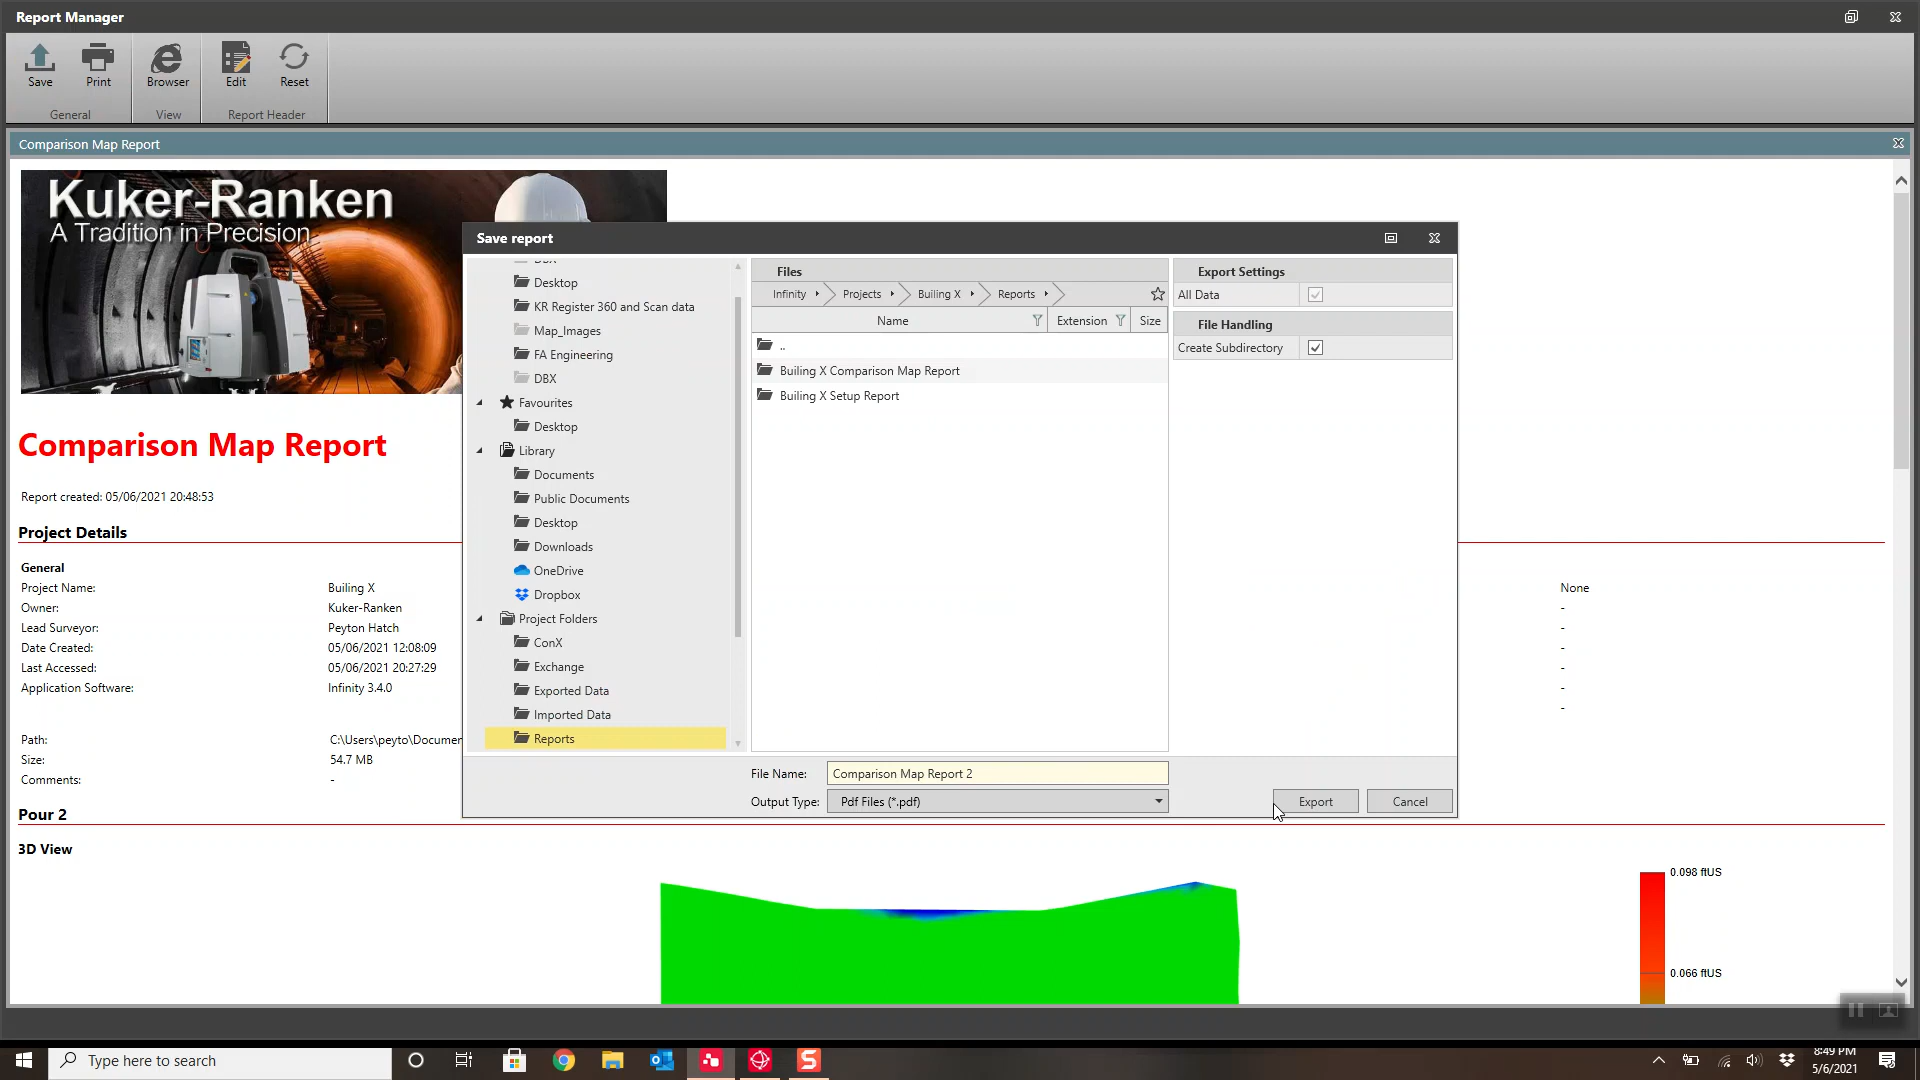 Report Manager
Save
Print
Browser
Edit
Reset
General
View
Report Header
Comparison Map Report
Kuker-Ranken
A Tradition in Precision
Comparison Map Report
Report created: 05/06/2021 20:48:53
Project Details
General
Project Name: Builing X None
Owner: Kuker-Ranken -
Lead Surveyor: Peyton Hatch -
Date Created: 05/06/2021 12:08:09 -
Last Accessed: 05/06/2021 20:27:29 -
Application Software: Infinity 3.4.0 -
-
Path: C:\Users\peyto\Documen
Size: 54.7 MB
Comments: -
Pour 2
3D View
0.098 ftUS
0.066 ftUS
Save report
DBX
Desktop
KR Register 360 and Scan data
Map_Images
FA Engineering
DBX
Favourites
Desktop
Library
Documents
Public Documents
Desktop
Downloads
OneDrive
Dropbox
Project Folders
ConX
Exchange
Exported Data
Imported Data
Reports
Files
Infinity Projects Builing X Reports
Name Extension Size
..
Builing X Comparison Map Report
Builing X Setup Report
Export Settings
All Data
File Handling
Create Subdirectory
File Name: Comparison Map Report 2
Output Type: Pdf Files (*.pdf)
Export
Cancel
Type here to search
8:49 PM
5/6/2021